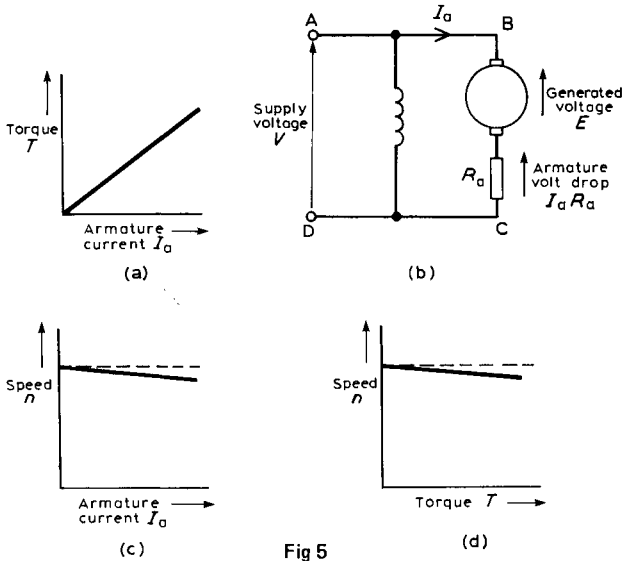 Torque
T
Armature
current Ia
(a)
A
Ia
B
Supply
voltage
V
Generated
voltage
E
Ra
Armature
volt drop
IaRa
D
C
(b)
Speed
n
Armature
current Ia
(c)
Speed
n
Torque T
(d)
Fig 5